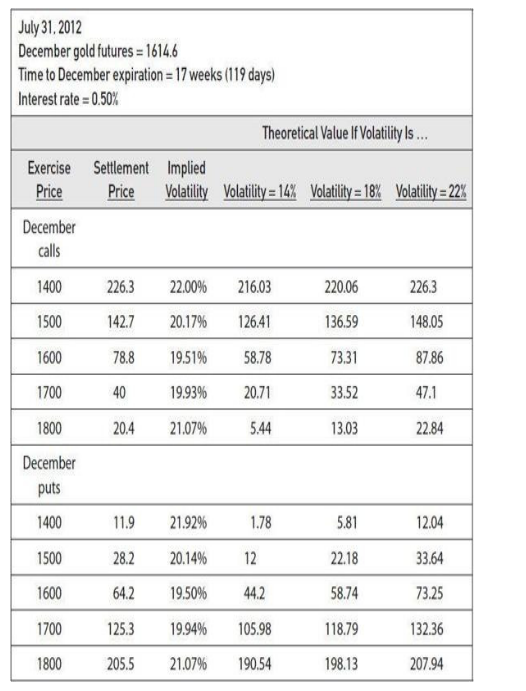 July 31, 2012
December gold futures = 1614.6
Time to December expiration = 17 weeks (119 days)
Interest rate = 0.50%
Theoretical Value If Volatility Is ...
Exercise Settlement Implied
Price Price Volatility Volatility = 14% Volatility = 18% Volatility = 22%
December
calls
1400 226.3 22.00% 216.03 220.06 226.3
1500 142.7 20.17% 126.41 136.59 148.05
1600 78.8 19.51% 58.78 73.31 87.86
1700 40 19.93% 20.71 33.52 47.1
1800 20.4 21.07% 5.44 13.03 22.84
December
puts
1400 11.9 21.92% 1.78 5.81 12.04
1500 28.2 20.14% 12 22.18 33.64
1600 64.2 19.50% 44.2 58.74 73.25
1700 125.3 19.94% 105.98 118.79 132.36
1800 205.5 21.07% 190.54 198.13 207.94